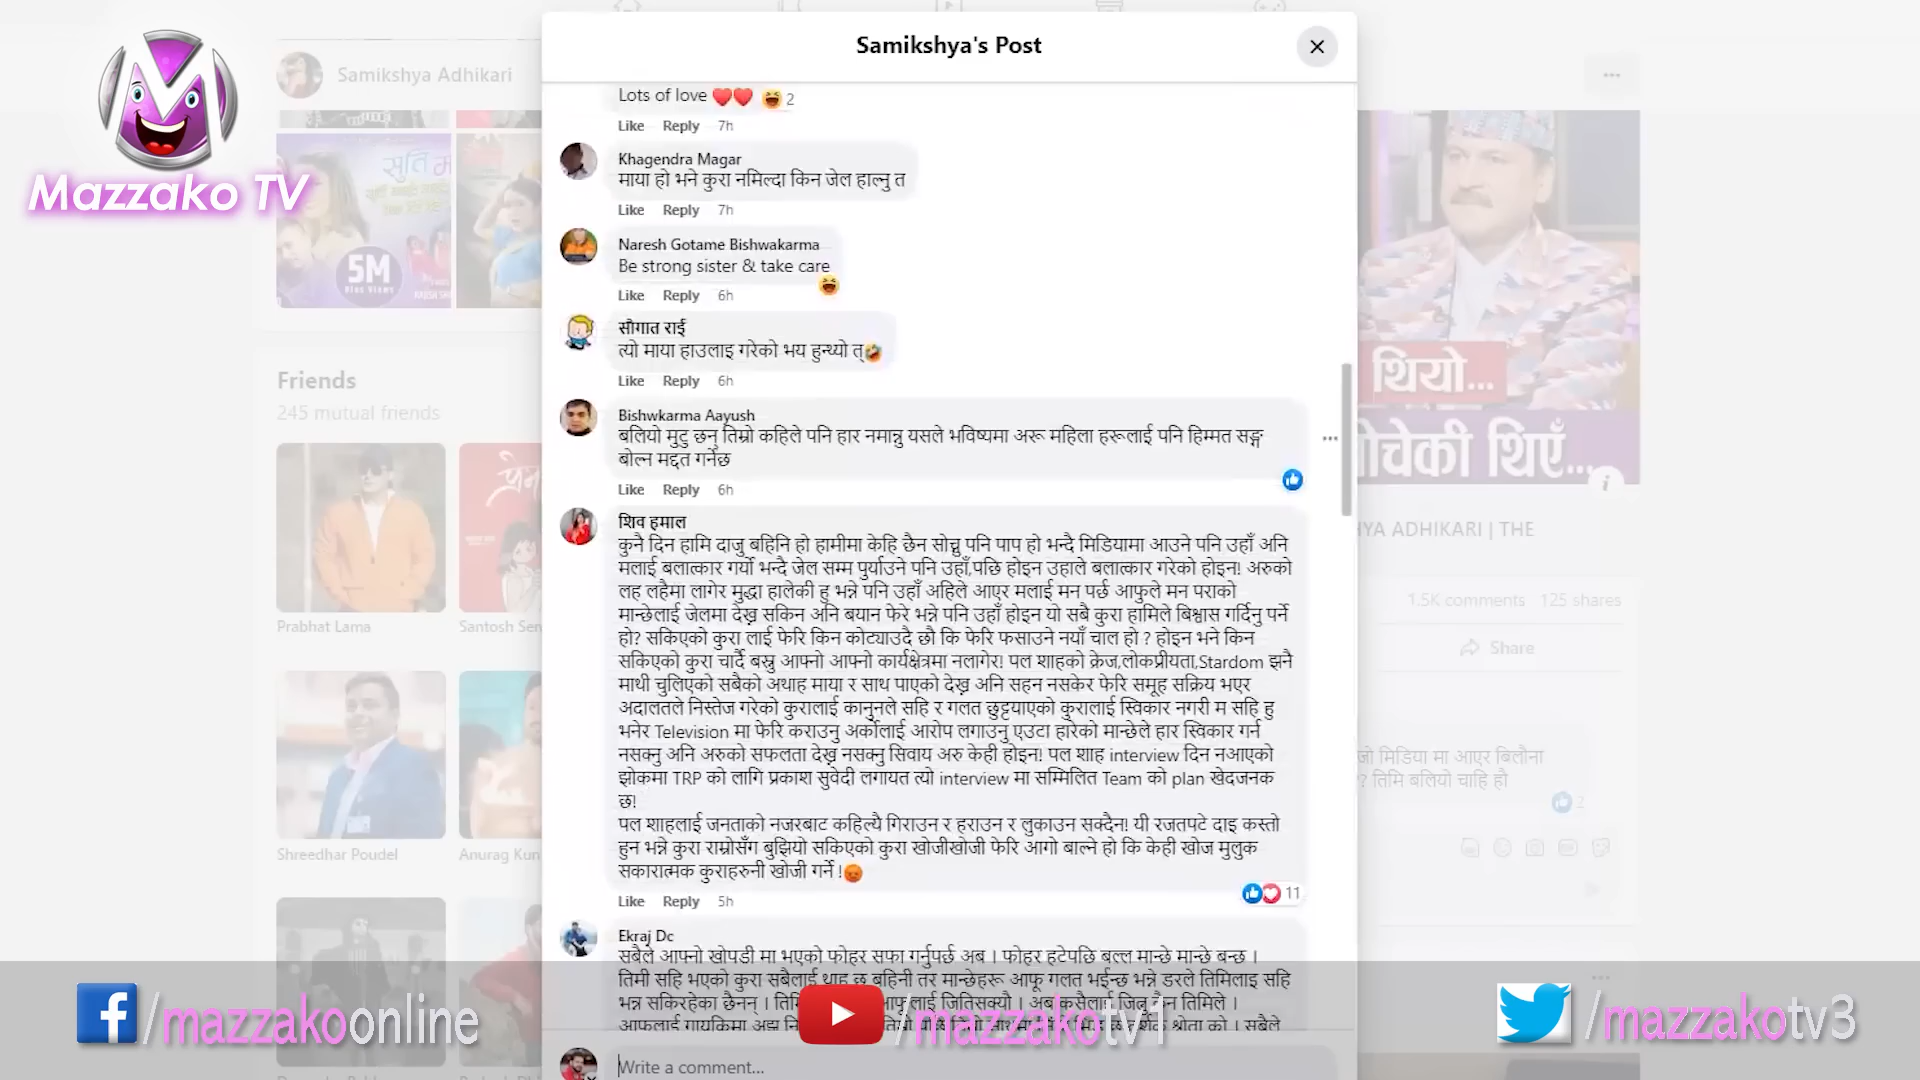 Samikshya's Post
Samikshya Adhikari
Mazzako TV
5M
Friends
245 mutual friends
Prabhat Lama
Santosh Sen
Shreedhar Poudel
Anurag Kun
Lots of love ❤️❤️ 😆 2
Like Reply 7h
Khagendra Magar
माया हो भने कुरा नमिल्दा किन जेल हाल्नु त
Like Reply 7h
Naresh Gotame Bishwakarma
Be strong sister & take care
Like Reply 6h
सौगात राई
त्यो माया हाउलाइ गरेको भय हुन्थ्यो त्🤣
Like Reply 6h
Bishwkarma Aayush
बलियो मुटु छन् तिम्रो कहिले पनि हार नमान्नु यसले भविष्यमा अरू महिला हरूलाई पनि हिम्मत सङ्ग
बोल्न मद्दत गर्नेछ
Like Reply 6h
शिव हमाल
कुनै दिन हामि दाजु बहिनि हो हामीमा केहि छैन सोच्नु पनि पाप हो भन्दै मिडियामा आउने पनि उहाँ अनि
मलाई बलात्कार गर्यो भन्दै जेल सम्म पुर्याउने पनि उहाँ,पछि होइन उहाले बलात्कार गरेको होइन! अरुको
लह लहैमा लागेर मुद्धा हालेकी हु भन्ने पनि उहाँ अहिले आएर मलाई मन पर्छ आफुले मन पराको
मान्छेलाई जेलमा देख्न सकिन अनि बयान फेरे भन्ने पनि उहाँ होइन यो सबै कुरा हामिले बिश्वास गर्दिनु पर्ने
हो? सकिएको कुरा लाई फेरि किन कोट्याउदै छौ कि फेरि फसाउने नयाँ चाल हो ? होइन भने किन
सकिएको कुरा चार्दै बस्नु आफ्नो आफ्नो कार्यक्षेत्रमा नलागेर! पल शाहको क्रेज,लोकप्रीयता,Stardom झनै
माथी चुलिएको सबैको अथाह माया र साथ पाएको देख्न अनि सहन नसकेर फेरि समूह सक्रिय भएर
अदालतले निस्तेज गरेको कुरालाई कानुनले सहि र गलत छुट्टयाएको कुरालाई स्विकार नगरी म सहि हु
भनेर Television मा फेरि कराउनु अर्कोलाई आरोप लगाउनु एउटा हारेको मान्छेले हार स्विकार गर्न
नसक्नु अनि अरुको सफलता देख्न नसक्नु सिवाय अरु केही होइन! पल शाह interview दिन नआएको
झोकमा TRP को लागि प्रकाश सुवेदी लगायत त्यो interview मा सम्मिलित Team को plan खेदजनक
छ!
पल शाहलाई जनताको नजरबाट कहिल्यै गिराउन र हराउन र लुकाउन सक्दैन! यी रजतपटे दाइ कस्तो
हुन भन्ने कुरा राम्रोसँग बुझियो सकिएको कुरा खोजीखोजी फेरि आगो बाल्ने हो कि केही खोज मुलुक
सकारात्मक कुराहरुनी खोजी गर्ने !😡
11
Like Reply 5h
Ekraj Dc
सबैले आफ्नो खोपडी मा भएको फोहर सफा गर्नुपर्छ अब । फोहर हटेपछि बल्ल मान्छे मान्छे बन्छ ।
तिमी सहि भएको कुरा सबैलाई थाह छ बहिनी तर मान्छेहरू आफू गलत भईन्छ भन्ने डरले तिमिलाइ सहि
भन्न सकिरहेका छैनन् ।
Write a comment...
थियो...
HYA ADHIKARI | THE
1.5K comments 125 shares
Share
जो मिडिया मा आएर बिलौना
? तिमि बलियो चाहि हौ
2
/mazzakoonline
/mazzakotv1
/mazzakotv3